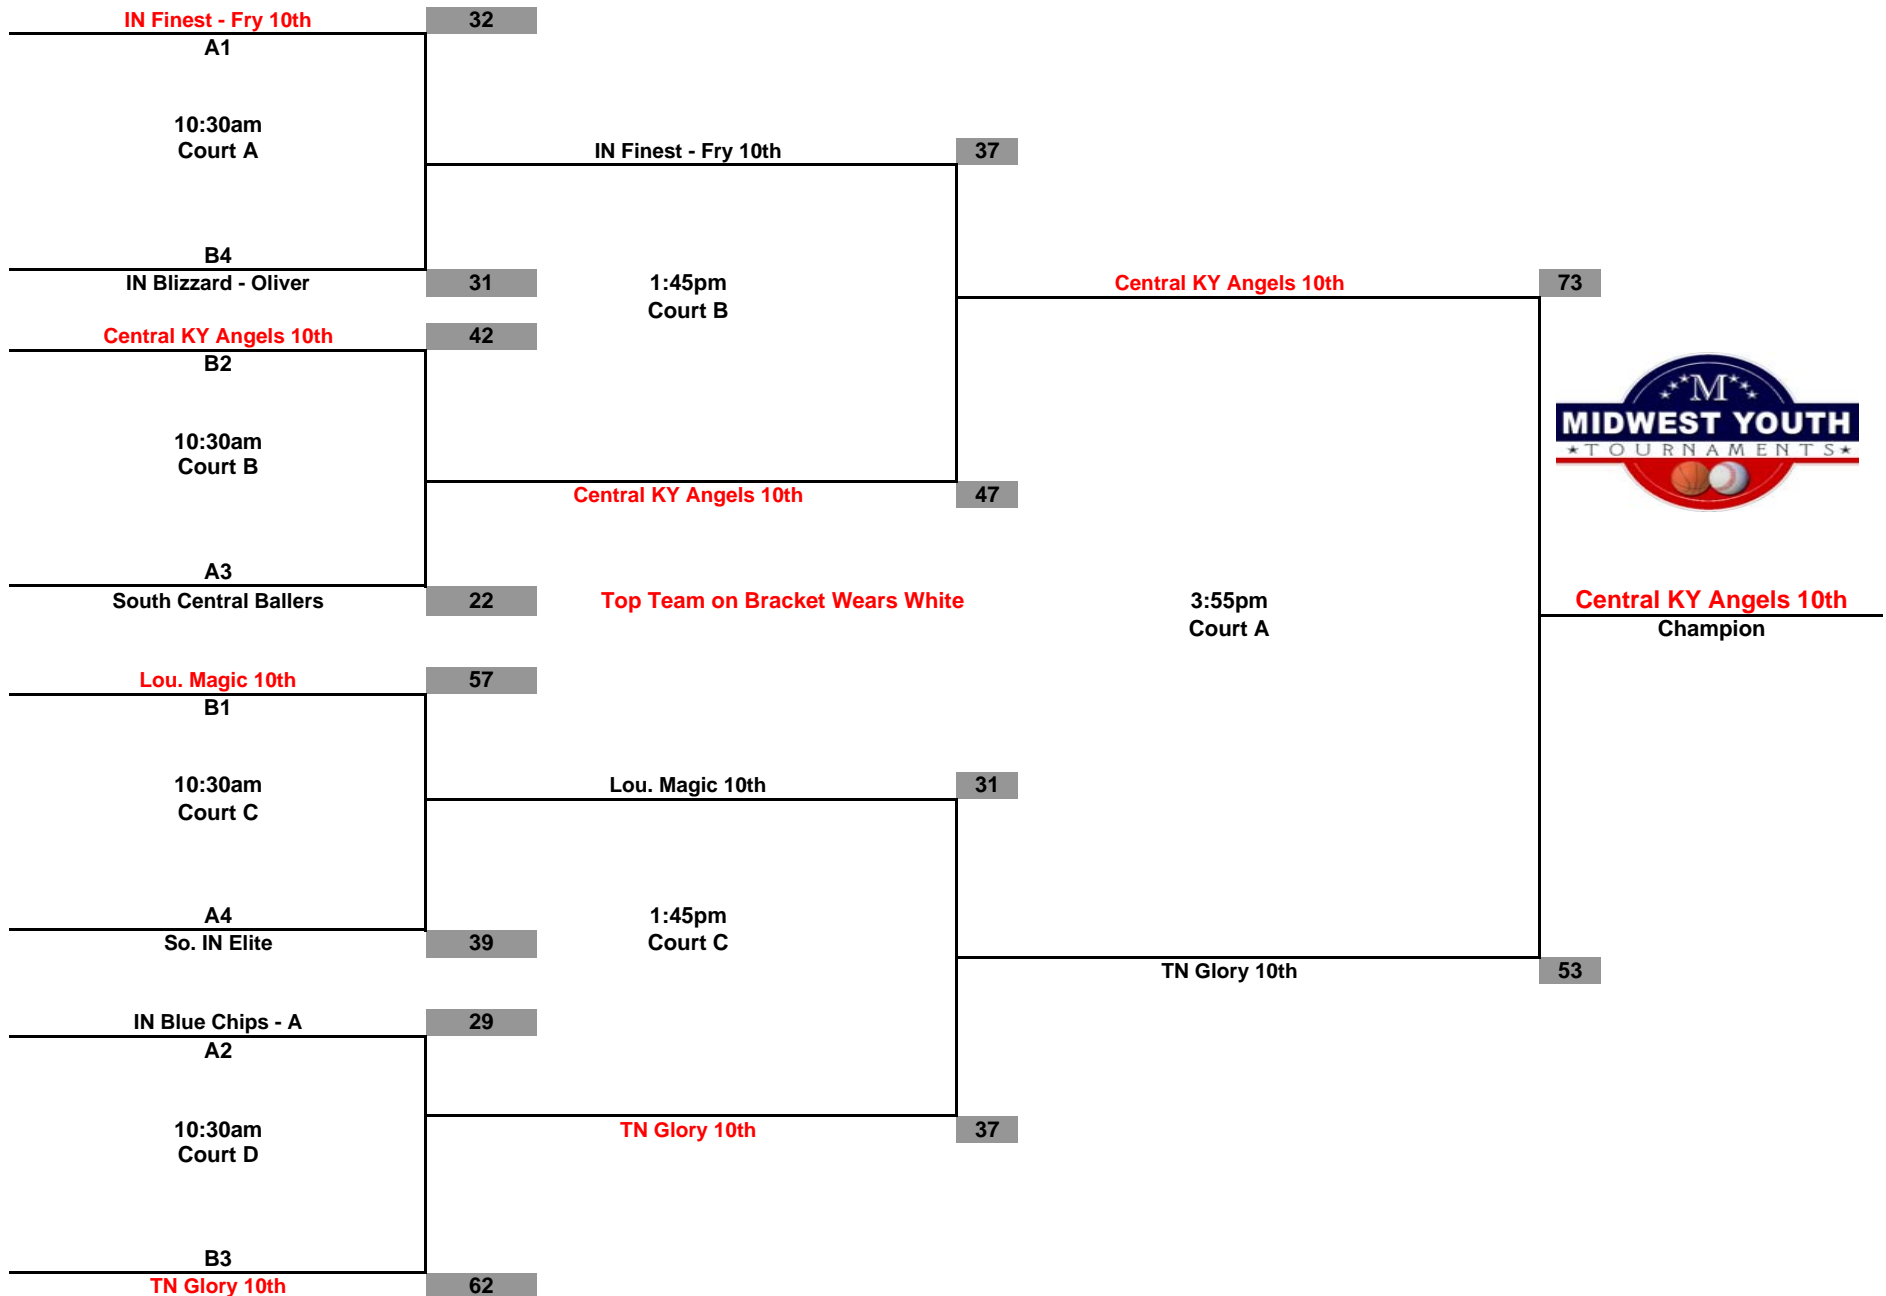 IN Finest - Fry 10th 32
A1
10:30am
Court A
IN Finest - Fry 10th 37
B4
IN Blizzard - Oliver 31
1:45pm
Court B
Central KY Angels 10th 73
Central KY Angels 10th 42
B2
10:30am
Court B
M
MIDWEST YOUTH
TOURNAMENTS
Central KY Angels 10th 47
A3
South Central Ballers 22
Top Team on Bracket Wears White
3:55pm
Court A
Central KY Angels 10th
Champion
Lou. Magic 10th 57
B1
10:30am
Court C
Lou. Magic 10th 31
A4
So. IN Elite 39
1:45pm
Court C
TN Glory 10th 53
IN Blue Chips - A 29
A2
10:30am
Court D
TN Glory 10th 37
B3
TN Glory 10th 62